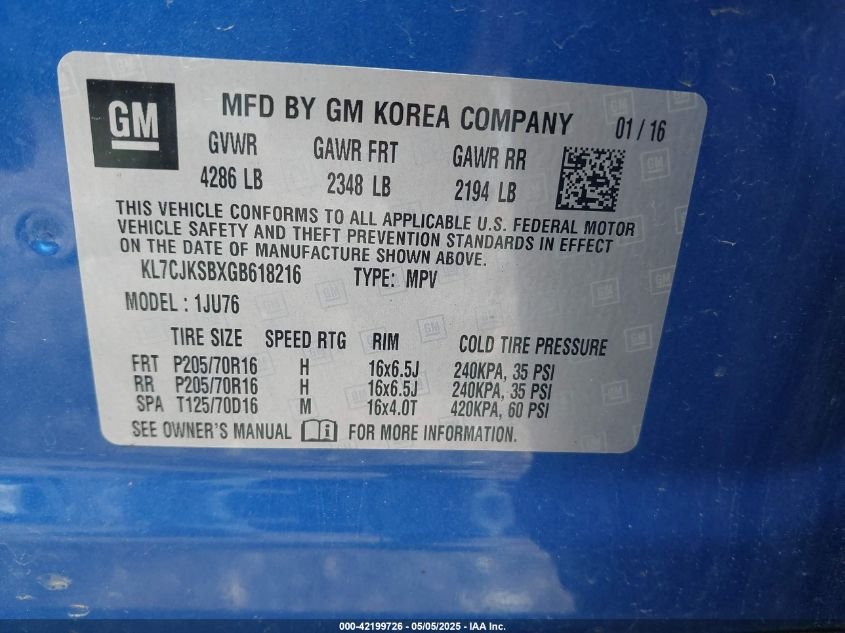 GM
MFD BY GM KOREA COMPANY 01 / 16
GVWR GAWR FRT GAWR RR
4286 LB 2348 LB 2194 LB
THIS VEHICLE CONFORMS TO ALL APPLICABLE U.S. FEDERAL MOTOR
VEHICLE SAFETY AND THEFT PREVENTION STANDARDS IN EFFECT
ON THE DATE OF MANUFACTURE SHOWN ABOVE.
KL7CJKSBXGB618216 TYPE: MPV
MODEL : 1JU76
TIRE SIZE SPEED RTG RIM COLD TIRE PRESSURE
FRT P205/70R16 H 16x6.5J 240KPA, 35 PSI
RR P205/70R16 H 16x6.5J 240KPA, 35 PSI
SPA T125/70D16 M 16x4.0T 420KPA, 60 PSI
SEE OWNER'S MANUAL FOR MORE INFORMATION.
000-42199726 - 05/05/2025 - IAA Inc.